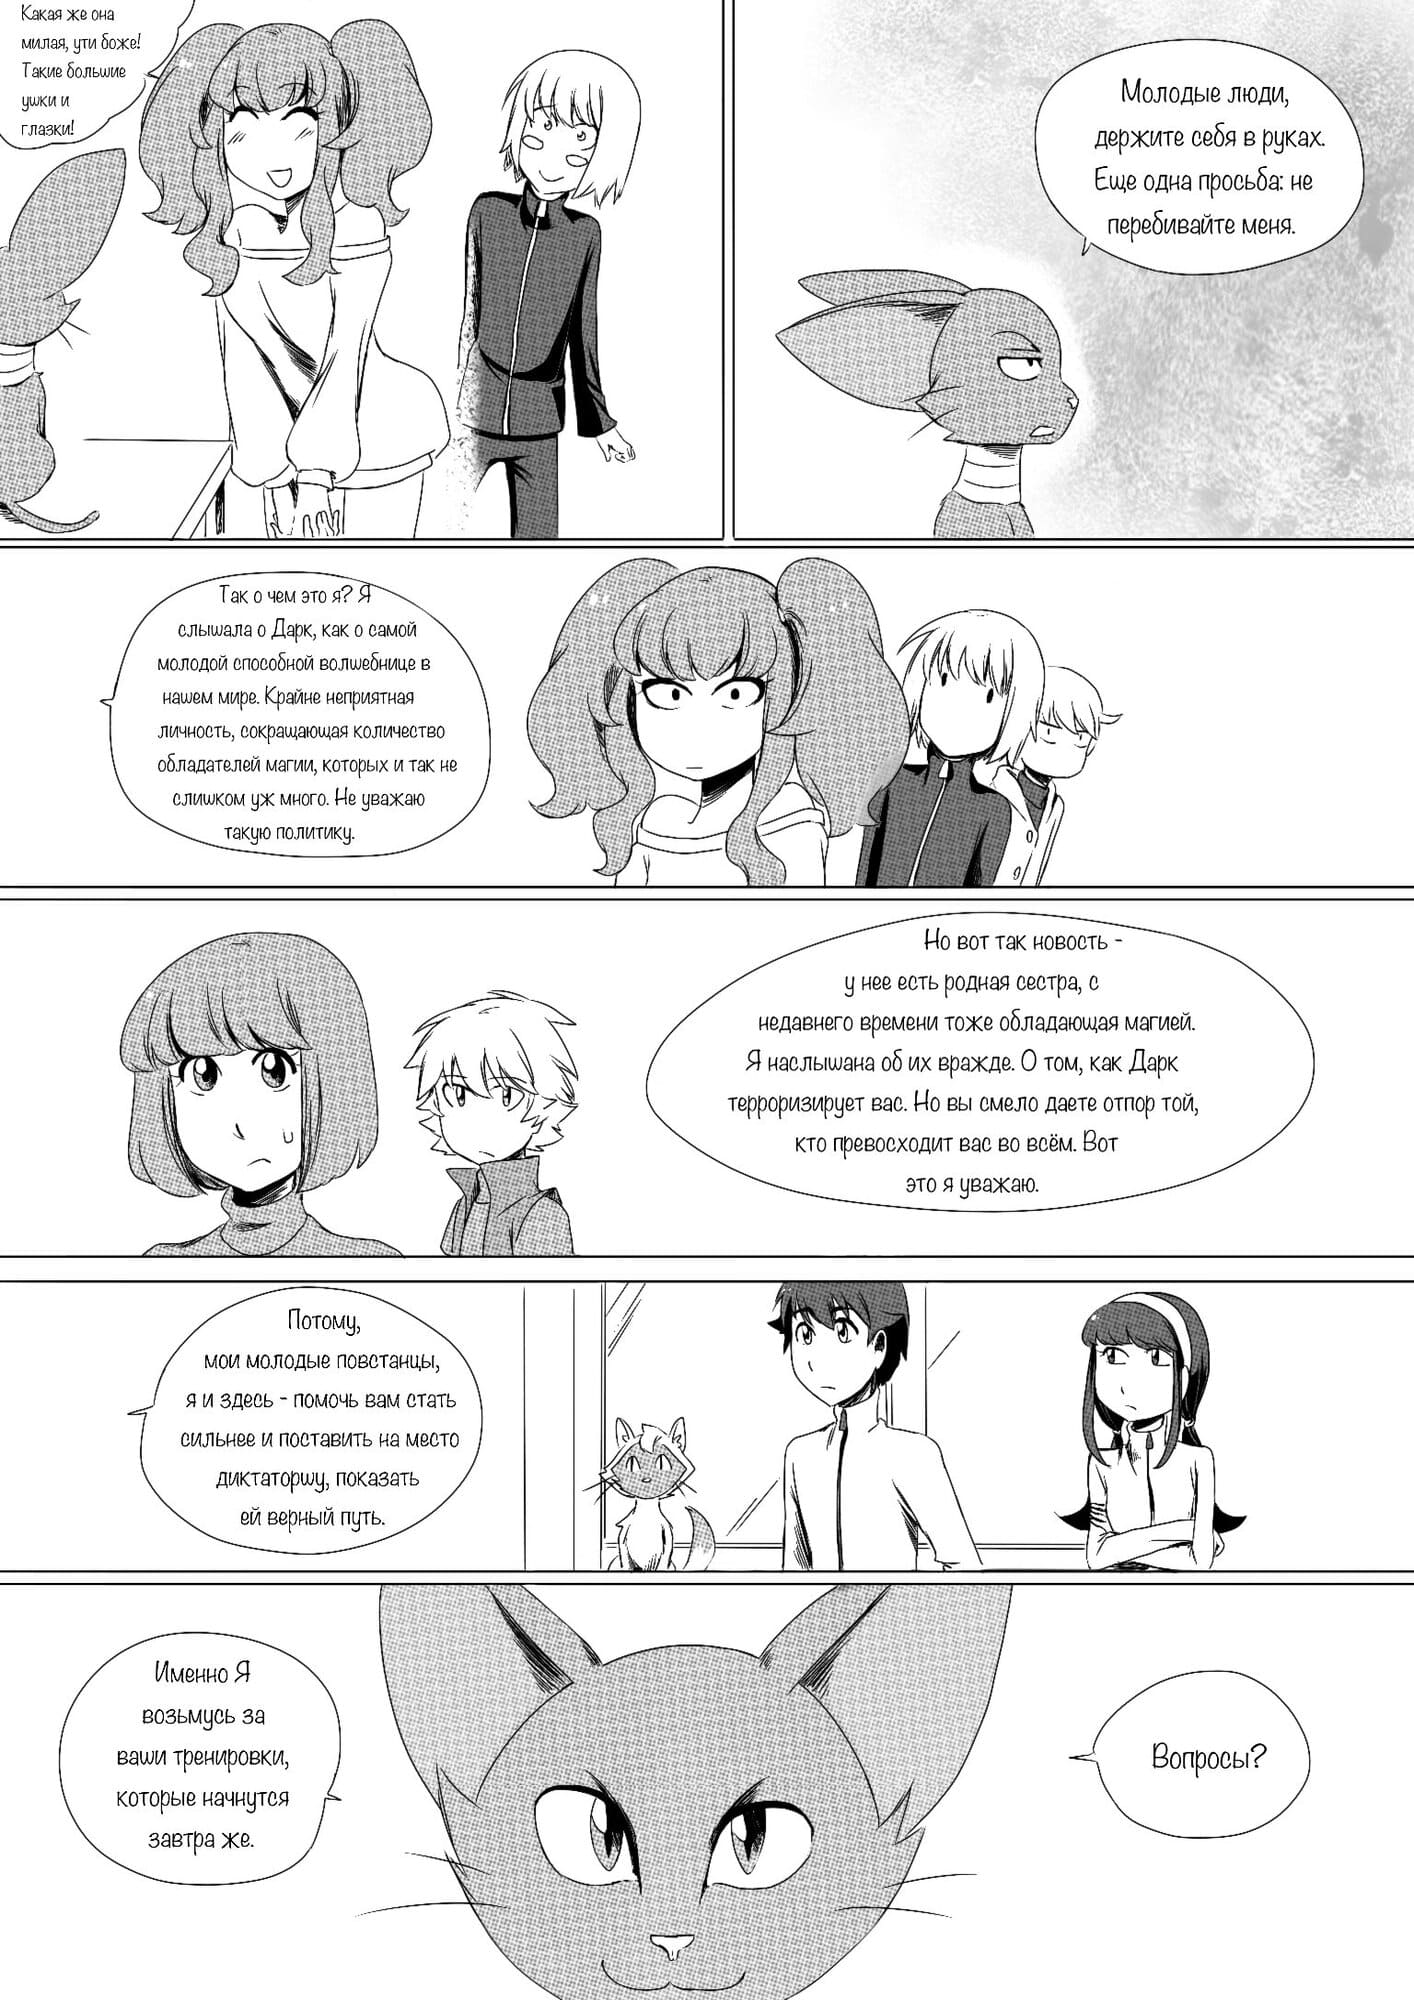 Какая же она
милая, ути боже!
Такие большие
ушки и
глазки!
Молодые люди,
держите себя в руках.
Еще одна просьба: не
перебивайте меня.
Так о чем это я? Я
слышала о Дарк, как о самой
молодой способной волшебнице в
нашем мире. Крайне неприятная
личность, сокращающая количество
обладателей магии, которых и так не
слишком уж много. Не уважаю
такую политику.
Но вот так новость -
у нее есть родная сестра, с
недавнего времени тоже обладающая магией.
Я наслышана об их вражде. О том, как Дарк
терроризирует вас. Но вы смело даете отпор той,
кто превосходит вас во всём. Вот
это я уважаю.
Потому,
мои молодые повстанцы,
я и здесь - помочь вам стать
сильнее и поставить на место
диктаторшу, показать
ей верный путь.
Именно Я
возьмусь за
ваши тренировки,
которые начнутся
завтра же.
Вопросы?